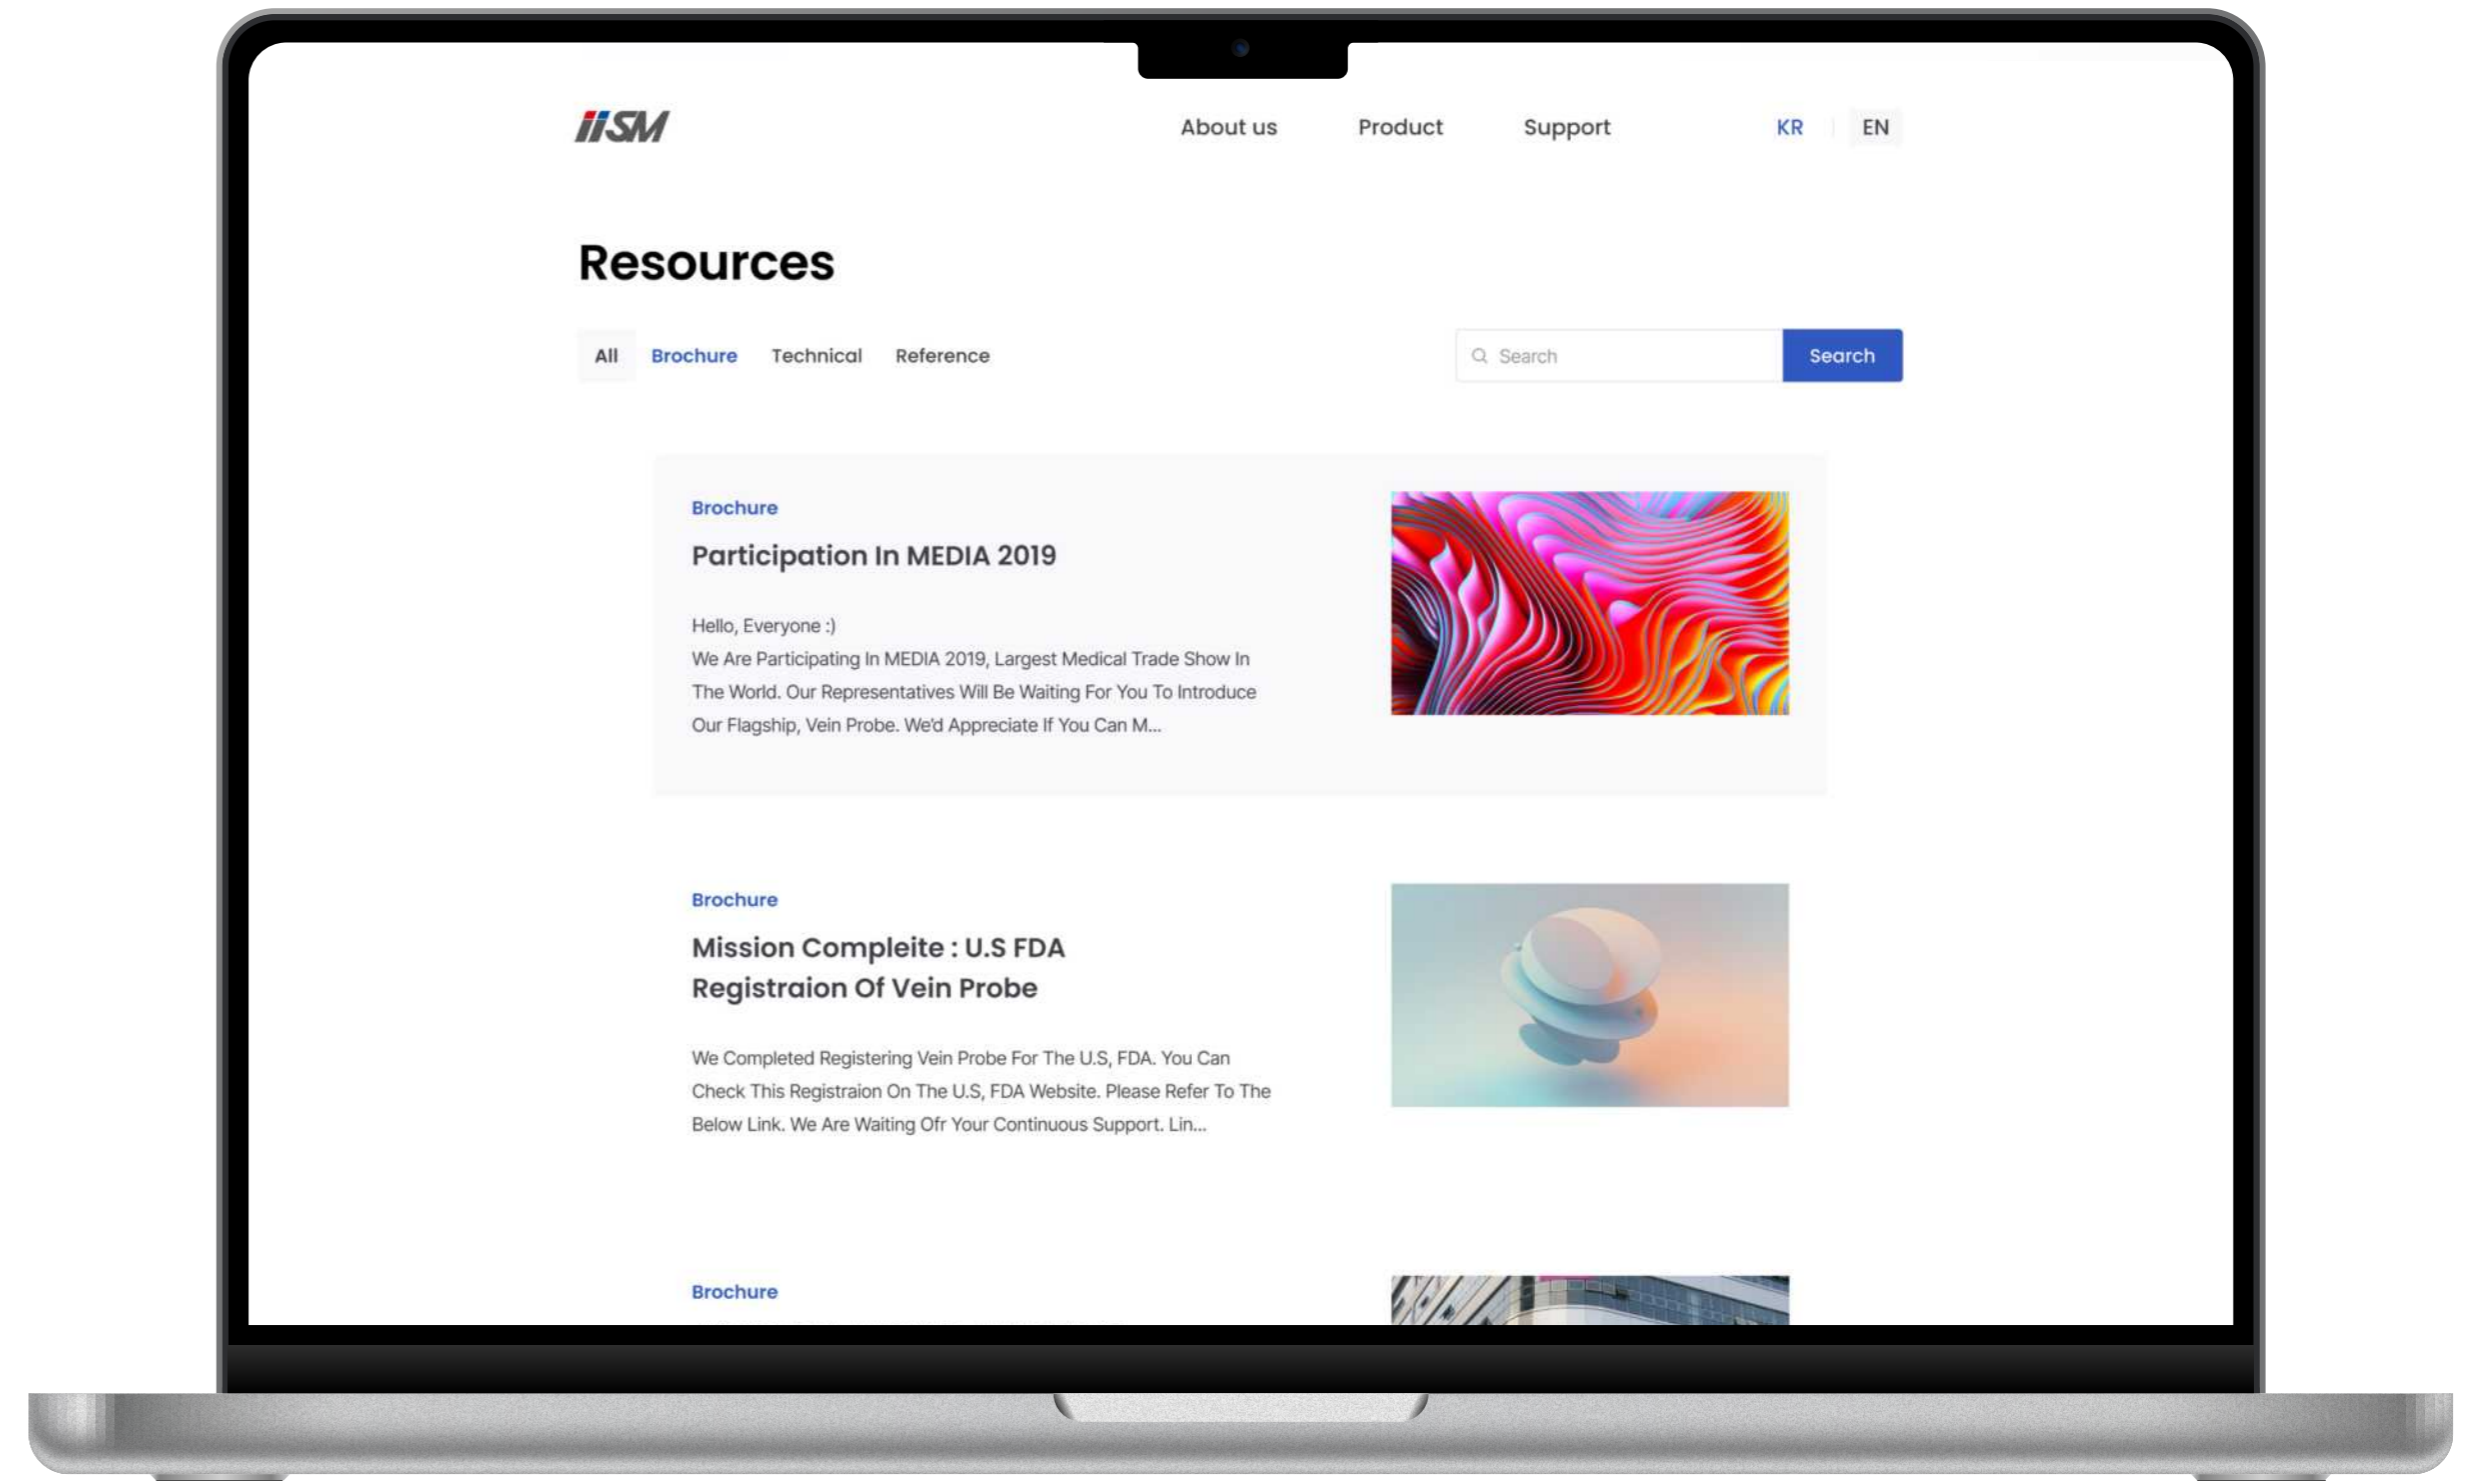 iiSM
About us Product Support KR EN
Resources
All Brochure Technical Reference Search Search
Brochure
Participation In MEDIA 2019
Hello, Everyone :)
We Are Participating In MEDIA 2019, Largest Medical Trade Show In
The World. Our Representatives Will Be Waiting For You To Introduce
Our Flagship, Vein Probe. We'd Appreciate If You Can M...
Brochure
Mission Compleite : U.S FDA
Registraion Of Vein Probe
We Completed Registering Vein Probe For The U.S, FDA. You Can
Check This Registraion On The U.S, FDA Website. Please Refer To The
Below Link. We Are Waiting Ofr Your Continuous Support. Lin...
Brochure